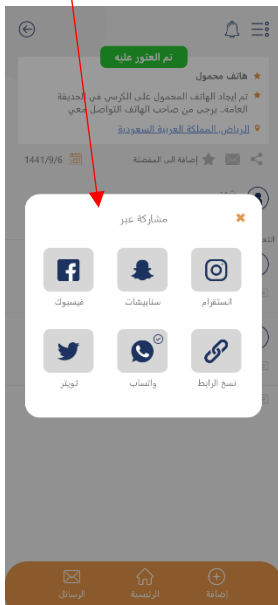 تم العثور عليه
هاتف محمول
تم إيجاد الهاتف المحمول على الكرسي في الحديقة
العامة.. يرجى من صاحب الهاتف التواصل معي
الرياض، المملكة العربية السعودية
إضافة الى المفضلة
1441/9/6
مشاركة عبر
انستقرام
سنابشات
فيسبوك
نسخ الرابط
واتساب
تويتر
إضافة
الرئيسية
الرسائل